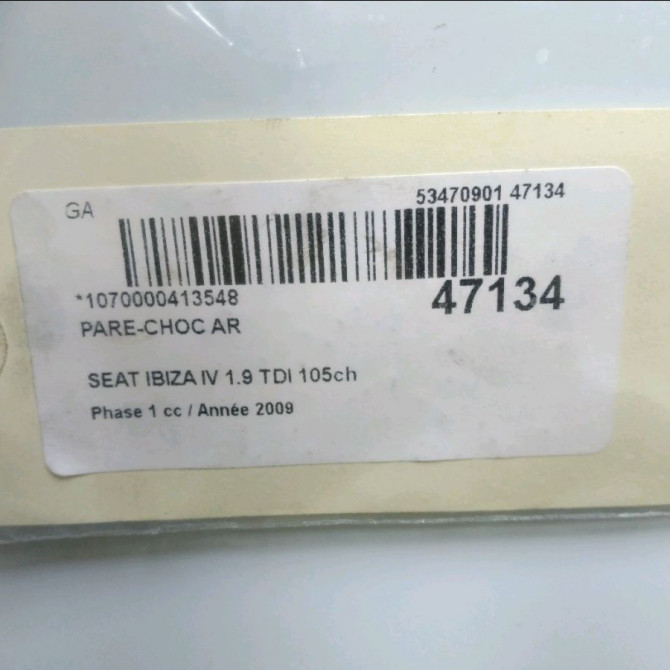 GA
53470901 47134
*1070000413548
47134
PARE-CHOC AR
SEAT IBIZA IV 1.9 TDI 105ch
Phase 1 cc / Année 2009